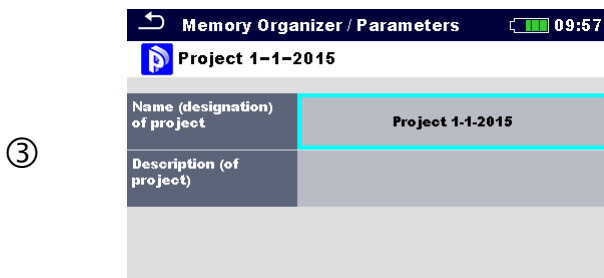 Memory Organizer / Parameters 09:57
Project 1-1-2015
Name (designation)
of project
Project 1-1-2015
③
Description (of
project)